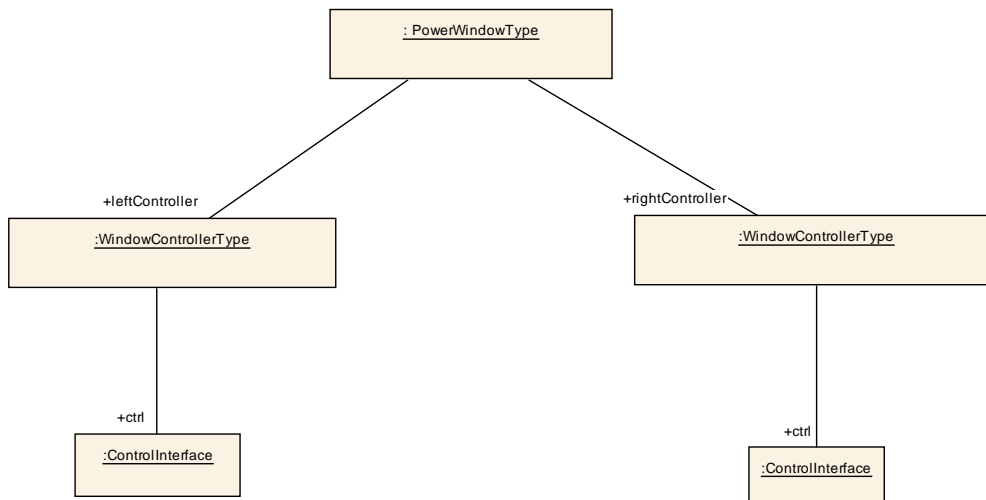 : PowerWindowType
+leftController
+rightController
:WindowControllerType
:WindowControllerType
+ctrl
+ctrl
:ControlInterface
:ControlInterface